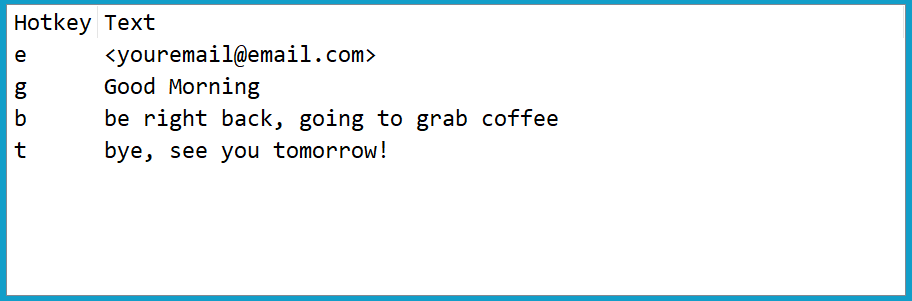 Hotkey Text
e <youremail@email.com>
g Good Morning
b be right back, going to grab coffee
t bye, see you tomorrow!